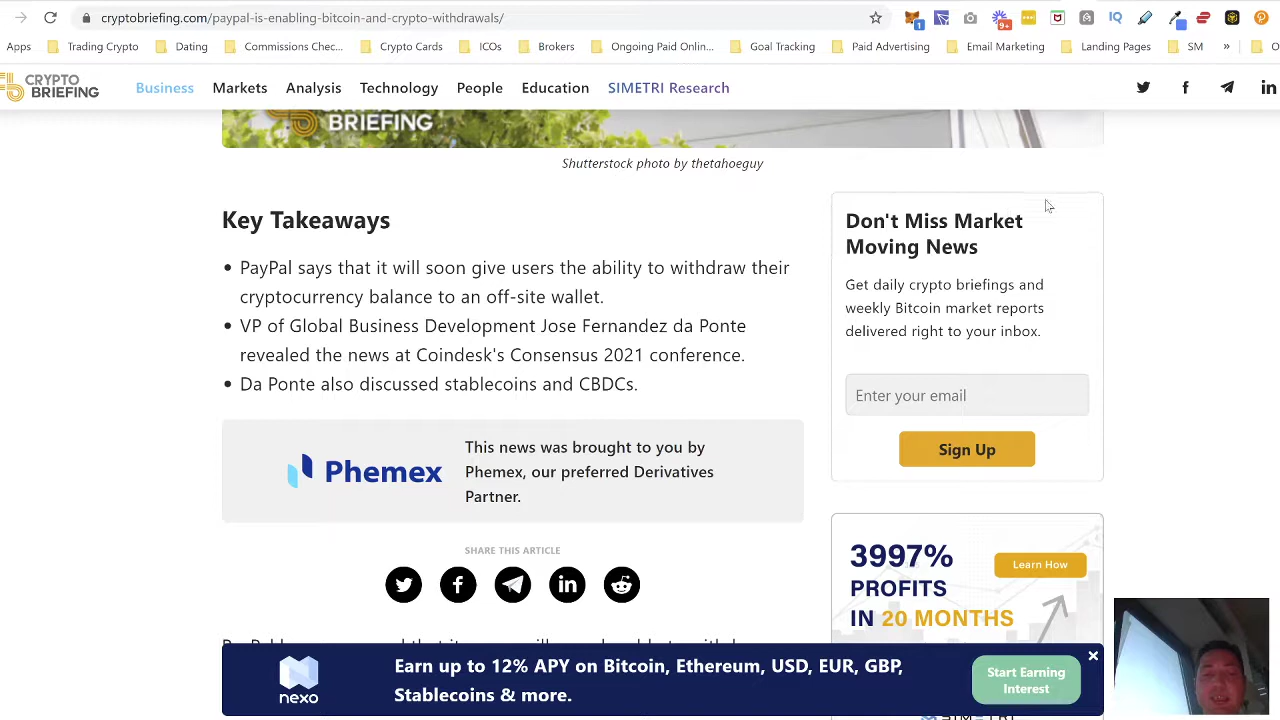 cryptobriefing.com/paypal-is-enabling-bitcoin-and-crypto-withdrawals/
1
9+
IQ
Apps
Trading Crypto
Dating
Commissions Chec...
Crypto Cards
ICOs
Brokers
Ongoing Paid Onlin...
Goal Tracking
Paid Advertising
Email Marketing
Landing Pages
SM
»
CRYPTO
BRIEFING
Business
Markets
Analysis
Technology
People
Education
SIMETRI Research
BRIEFING
Shutterstock photo by thetahoeguy
Key Takeaways
• PayPal says that it will soon give users the ability to withdraw their
cryptocurrency balance to an off-site wallet.
• VP of Global Business Development Jose Fernandez da Ponte
revealed the news at Coindesk's Consensus 2021 conference.
• Da Ponte also discussed stablecoins and CBDCs.
Phemex
This news was brought to you by
Phemex, our preferred Derivatives
Partner.
SHARE THIS ARTICLE
Don't Miss Market
Moving News
Get daily crypto briefings and
weekly Bitcoin market reports
delivered right to your inbox.
Enter your email
Sign Up
3997%
PROFITS
IN 20 MONTHS
Learn How
nexo
Earn up to 12% APY on Bitcoin, Ethereum, USD, EUR, GBP,
Stablecoins & more.
Start Earning
Interest